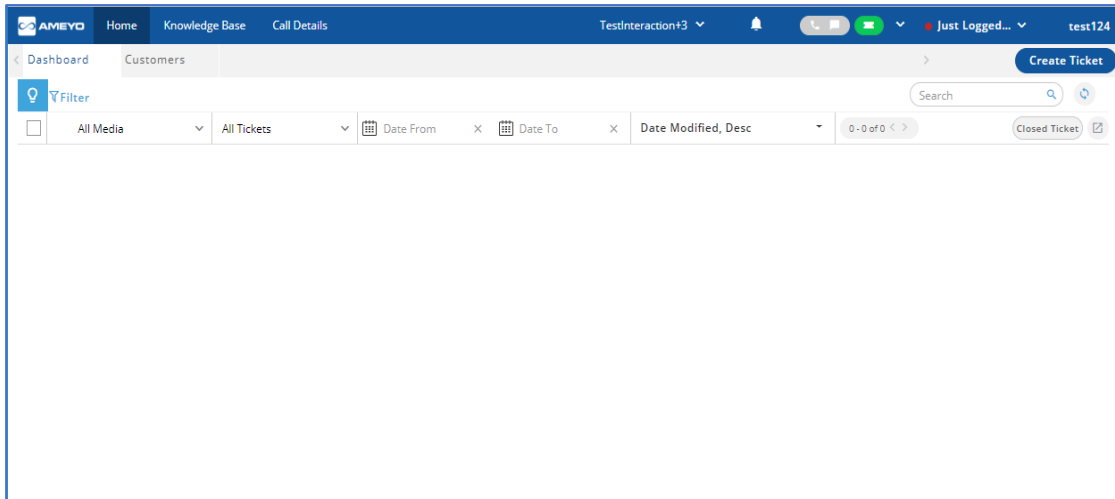 AMEYO Home Knowledge Base Call Details TestInteraction+3 Just Logged... test124
Dashboard Customers Create Ticket
Filter Search
All Media All Tickets Date From Date To Date Modified, Desc 0 - 0 of 0 Closed Ticket